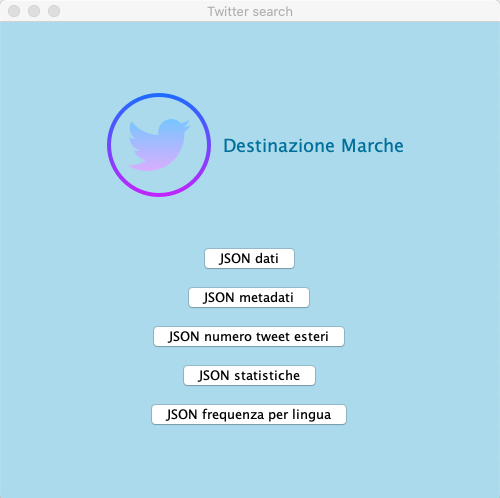 Twitter search
Destinazione Marche
JSON dati
JSON metadati
JSON numero tweet esteri
JSON statistiche
JSON frequenza per lingua